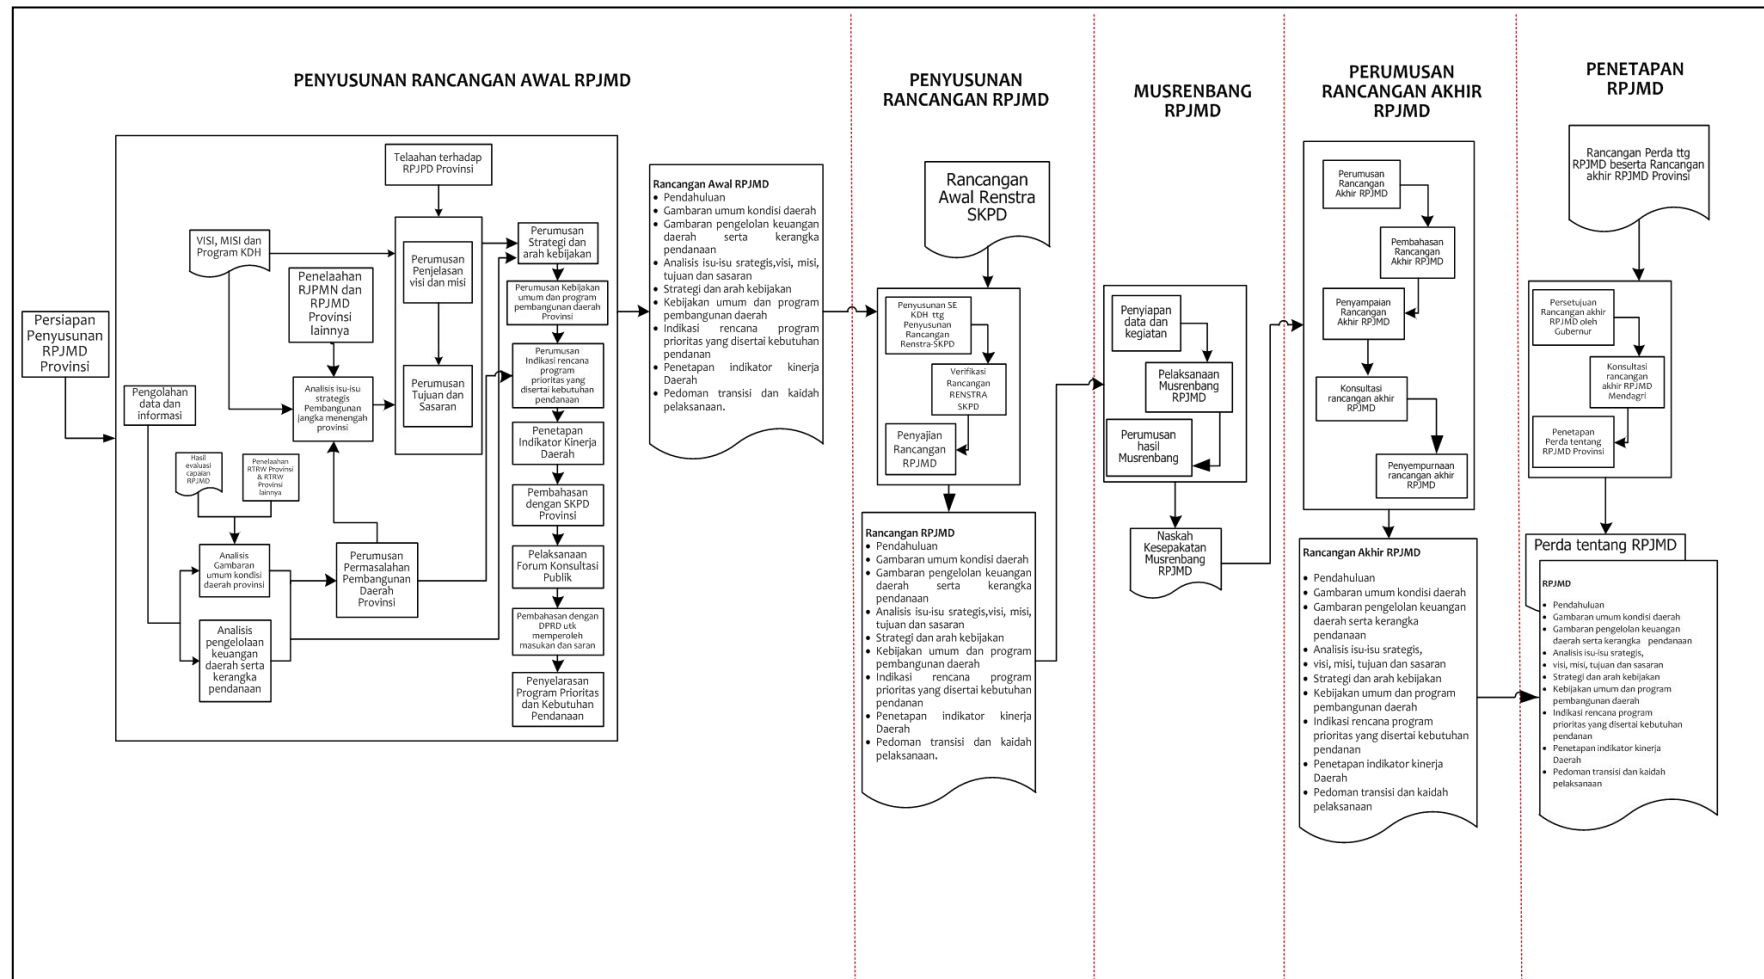 PENYUSUNAN RANCANGAN AWAL RPJMD
PENYUSUNAN
RANCANGAN RPJMD
MUSRENBANG
RPJMD
PERUMUSAN
RANCANGAN AKHIR
RPJMD
PENETAPAN
RPJMD
Persiapan
Penyusunan
RPJMD
Provinsi
Telaahan terhadap
RPJPD Provinsi
VISI, MISI dan
Program KDH
Penelaahan
RJPMN dan
RPJMD
Provinsi
lainnya
Pengolahan
data dan
informasi
Analisis isu-isu
strategis
Pembangunan
jangka menengah
provinsi
Perumusan
Penjelasan
visi dan misi
Perumusan
Tujuan dan
Sasaran
Hasil
evaluasi
capaian
RPJMD
Penelaahan
RTRW Provinsi
& RTRW
Provinsi
lainnya
Analisis
Gambaran
umum kondisi
daerah provinsi
Analisis
pengelolaan
keuangan
daerah serta
kerangka
pendanaan
Perumusan
Permasalahan
Pembangunan
Daerah
Provinsi
Perumusan
Strategi dan
arah kebijakan
Perumusan Kebijakan
umum dan program
pembangunan daerah
Provinsi
Perumusan
Indikasi rencana
program
prioritas yang
disertai kebutuhan
pendanaan
Penetapan
Indikator Kinerja
Daerah
Pembahasan
dengan SKPD
Provinsi
Pelaksanaan
Forum Konsultasi
Publik
Pembahasan dengan
DPRD utk
memperoleh
masukan dan saran
Penyelarasan
Program Prioritas
dan Kebutuhan
Pendanaan
Rancangan Awal RPJMD
• Pendahuluan
• Gambaran umum kondisi daerah
• Gambaran pengelolan keuangan
daerah serta kerangka
pendanaan
• Analisis isu-isu srategis,visi, misi,
tujuan dan sasaran
• Strategi dan arah kebijakan
• Kebijakan umum dan program
pembangunan daerah
• Indikasi rencana program
prioritas yang disertai kebutuhan
pendanan
• Penetapan indikator kinerja
Daerah
• Pedoman transisi dan kaidah
pelaksanaan.
Rancangan
Awal Renstra
SKPD
Penyusunan SE
KDH ttg
Penyusunan
Rancangan
Renstra-SKPD
Verifikasi
Rancangan
RENSTRA
SKPD
Penyajian
Rancangan
RPJMD
Rancangan RPJMD
• Pendahuluan
• Gambaran umum kondisi daerah
• Gambaran pengelolan keuangan
daerah serta kerangka
pendanaan
• Analisis isu-isu srategis,visi, misi,
tujuan dan sasaran
• Strategi dan arah kebijakan
• Kebijakan umum dan program
pembangunan daerah
• Indikasi rencana program
prioritas yang disertai kebutuhan
pendanan
• Penetapan indikator kinerja
Daerah
• Pedoman transisi dan kaidah
pelaksanaan.
Penyiapan
data dan
kegiatan
Pelaksanaan
Musrenbang
RPJMD
Perumusan
hasil
Musrenbang
Naskah
Kesepakatan
Musrenbang
RPJMD
Perumusan
Rancangan
Akhir RPJMD
Pembahasan
Rancangan
Akhir RPJMD
Penyampaian
Rancangan
Akhir RPJMD
Konsultasi
rancangan akhir
RPJMD
Penyempurnaan
rancangan akhir
RPJMD
Rancangan Akhir RPJMD
• Pendahuluan
• Gambaran umum kondisi daerah
• Gambaran pengelolan keuangan
daerah serta kerangka
pendanaan
• Analisis isu-isu srategis,
• visi, misi, tujuan dan sasaran
• Strategi dan arah kebijakan
• Kebijakan umum dan program
pembangunan daerah
• Indikasi rencana program
prioritas yang disertai kebutuhan
pendanan
• Penetapan indikator kinerja
Daerah
• Pedoman transisi dan kaidah
pelaksanaan
Rancangan Perda ttg
RPJMD beserta Rancangan
akhir RPJMD Provinsi
Persetujuan
Rancangan akhir
RPJMD oleh
Gubernur
Konsultasi
rancangan
akhir RPJMD
Mendagri
Penetapan
Perda tentang
RPJMD Provinsi
Perda tentang RPJMD
RPJMD
• Pendahuluan
• Gambaran umum kondisi daerah
• Gambaran pengelolan keuangan
daerah serta kerangka pendanaan
• Analisis isu-isu srategis,
• visi, misi, tujuan dan sasaran
• Strategi dan arah kebijakan
• Kebijakan umum dan program
pembangunan daerah
• Indikasi rencana program
prioritas yang disertai kebutuhan
pendanan
• Penetapan indikator kinerja
Daerah
• Pedoman transisi dan kaidah
pelaksanaan